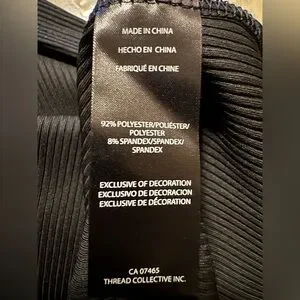 MADE IN CHINA
HECHO EN CHINA
FABRIQUÉ EN CHINE
92% POLYESTER/POLIÉSTER/
POLYESTER
8% SPANDEX/SPANDEX/
SPANDEX
EXCLUSIVE OF DECORATION
EXCLUSIVO DE DECORACION
EXCLUSIVE DE DÉCORATION
CA 07465
THREAD COLLECTIVE INC.